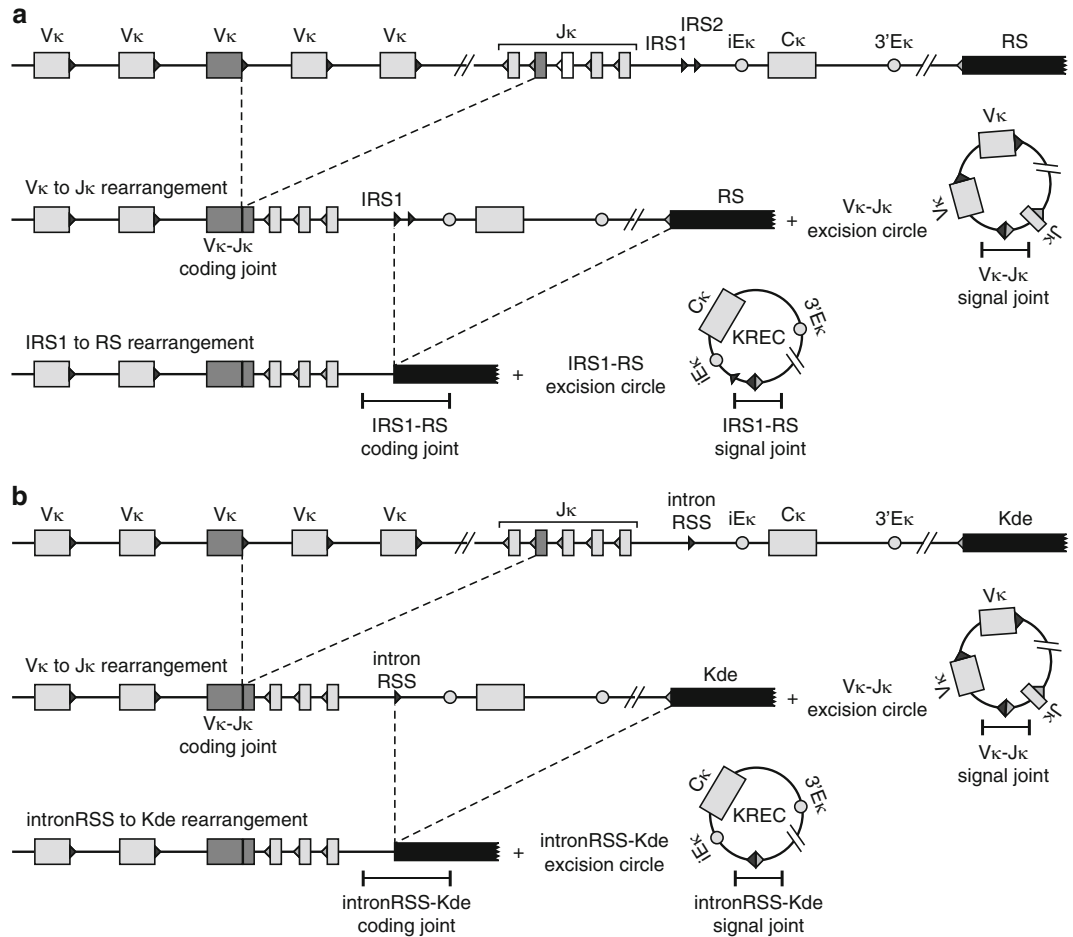 a
Vκ Vκ Vκ Vκ Vκ Jκ IRS1 IRS2 iEκ Cκ 3'Eκ RS
Vκ to Jκ rearrangement
IRS1
RS
Vκ-Jκ
coding joint
+
Vκ-Jκ
excision circle
Vκ
Vκ
Jκ
Vκ-Jκ
signal joint
IRS1 to RS rearrangement
IRS1-RS
coding joint
+
IRS1-RS
excision circle
Cκ
3'Eκ
KREC
iEκ
IRS1-RS
signal joint
b
Vκ Vκ Vκ Vκ Vκ Jκ intron
RSS
iEκ Cκ 3'Eκ Kde
Vκ to Jκ rearrangement
intron
RSS
Kde
Vκ-Jκ
coding joint
+
Vκ-Jκ
excision circle
Vκ
Vκ
Jκ
Vκ-Jκ
signal joint
intronRSS to Kde rearrangement
intronRSS-Kde
coding joint
+
intronRSS-Kde
excision circle
Cκ
3'Eκ
KREC
iEκ
intronRSS-Kde
signal joint